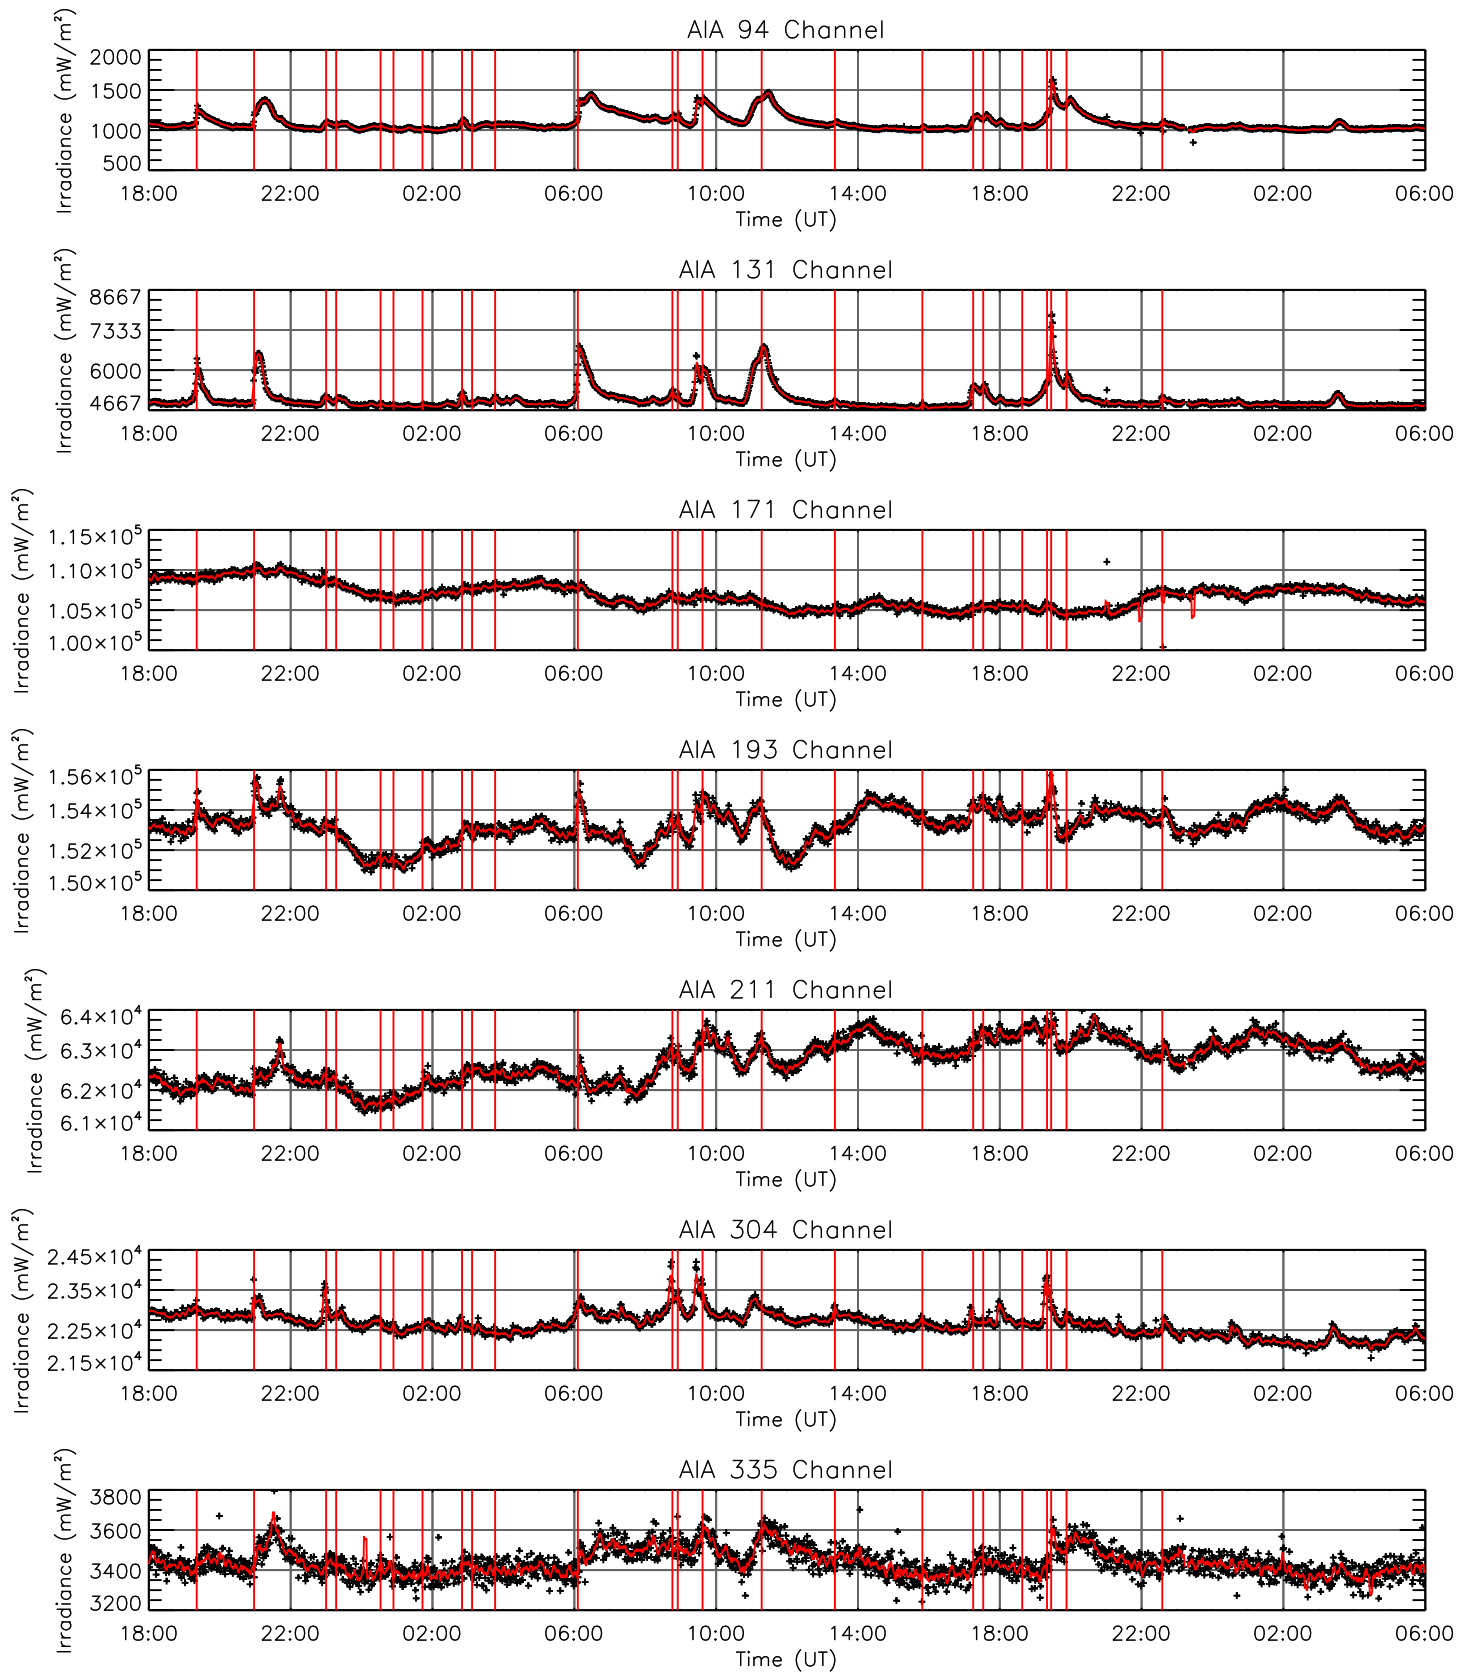 AIA 94 Channel
Irradiance (mW/m²)
2000
1500
1000
500
18:00 22:00 02:00 06:00 10:00 14:00 18:00 22:00 02:00 06:00
Time (UT)
AIA 131 Channel
Irradiance (mW/m²)
8667
7333
6000
4667
18:00 22:00 02:00 06:00 10:00 14:00 18:00 22:00 02:00 06:00
Time (UT)
AIA 171 Channel
Irradiance (mW/m²)
1.15×10⁵
1.10×10⁵
1.05×10⁵
1.00×10⁵
18:00 22:00 02:00 06:00 10:00 14:00 18:00 22:00 02:00 06:00
Time (UT)
AIA 193 Channel
Irradiance (mW/m²)
1.56×10⁵
1.54×10⁵
1.52×10⁵
1.50×10⁵
18:00 22:00 02:00 06:00 10:00 14:00 18:00 22:00 02:00 06:00
Time (UT)
AIA 211 Channel
Irradiance (mW/m²)
6.4×10⁴
6.3×10⁴
6.2×10⁴
6.1×10⁴
18:00 22:00 02:00 06:00 10:00 14:00 18:00 22:00 02:00 06:00
Time (UT)
AIA 304 Channel
Irradiance (mW/m²)
2.45×10⁴
2.35×10⁴
2.25×10⁴
2.15×10⁴
18:00 22:00 02:00 06:00 10:00 14:00 18:00 22:00 02:00 06:00
Time (UT)
AIA 335 Channel
Irradiance (mW/m²)
3800
3600
3400
3200
18:00 22:00 02:00 06:00 10:00 14:00 18:00 22:00 02:00 06:00
Time (UT)